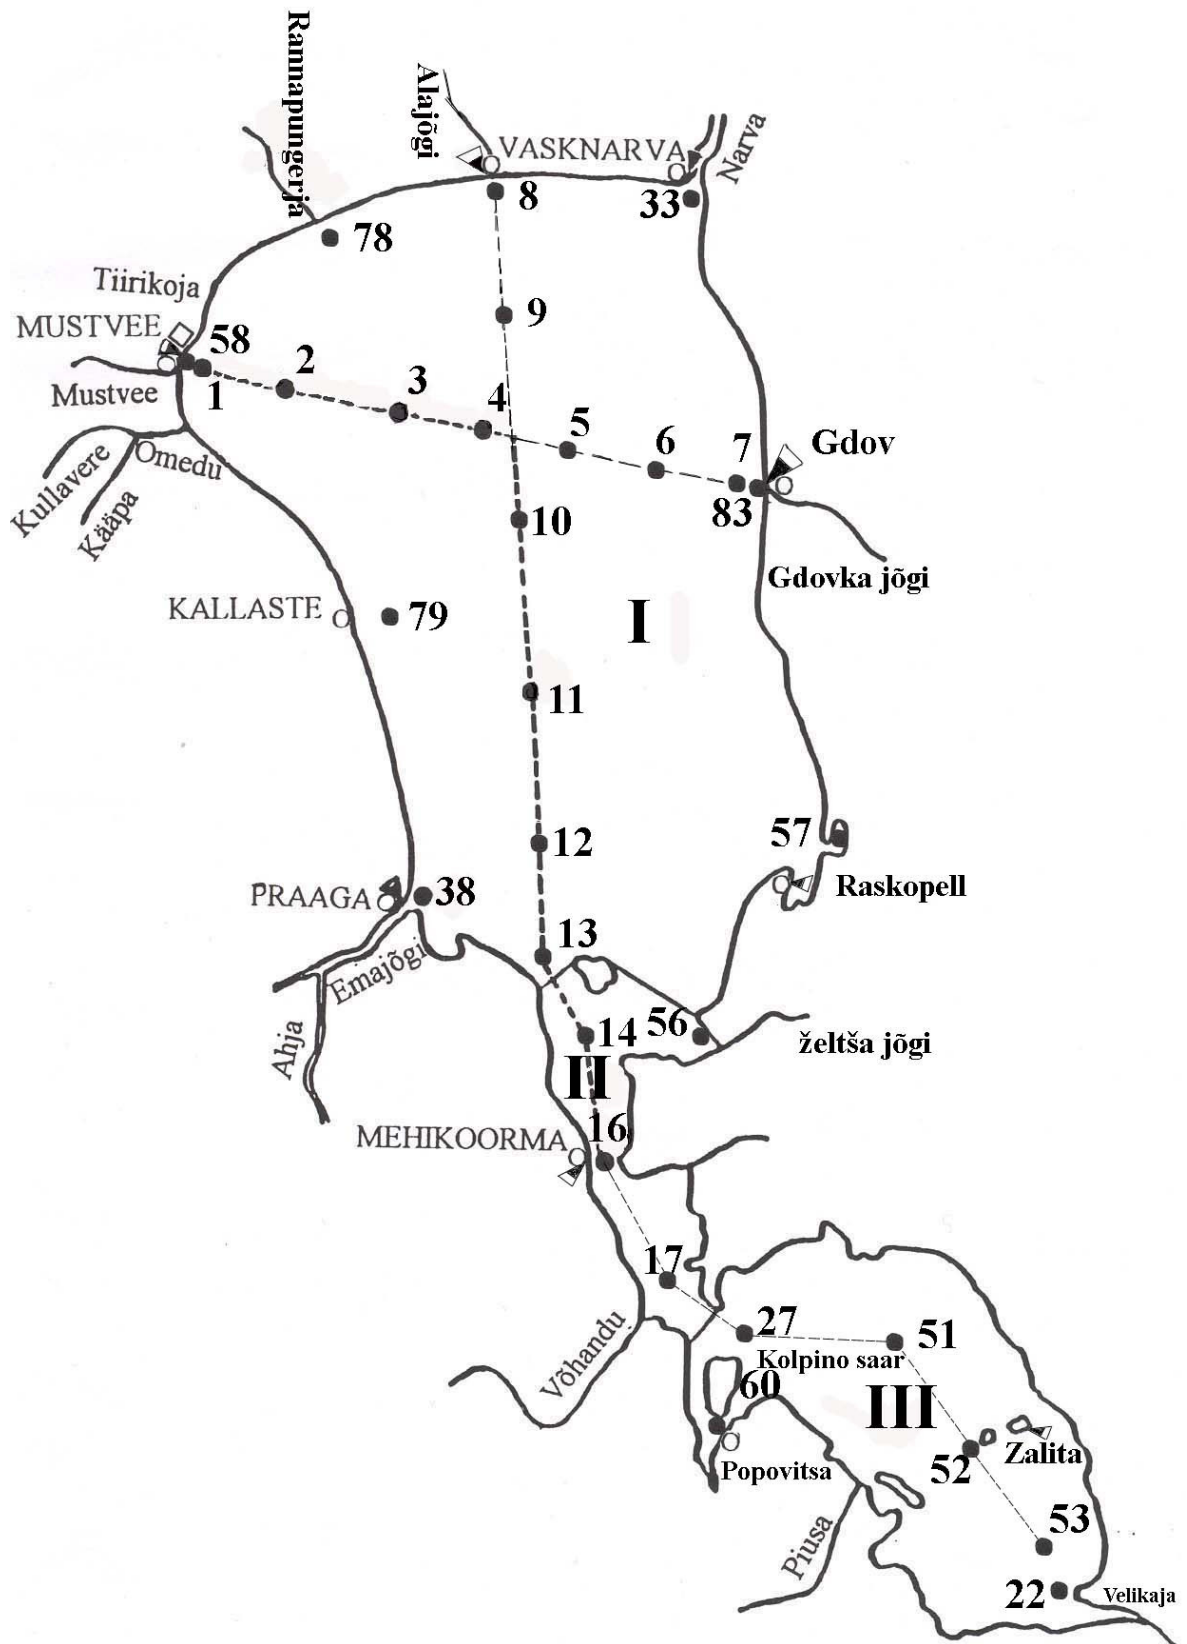 Rannapungerja
Alajõgi
VASKNARVA
Narva
8
33
78
Tiirikoja
9
MUSTVEE
58
2
1
3
4
Mustvee
5
6
7
Gdov
Omedu
Kullavere
Kääpa
83
10
Gdovka jõgi
KALLASTE
79
I
11
57
12
PRAAGA
38
Raskopell
13
Emajõgi
14
56
želtša jõgi
Ahja
II
MEHIKOORMA
16
17
27
51
Kolpino saar
Võhandu
60
III
Zalita
52
Popovitsa
53
Piusa
22
Velikaja